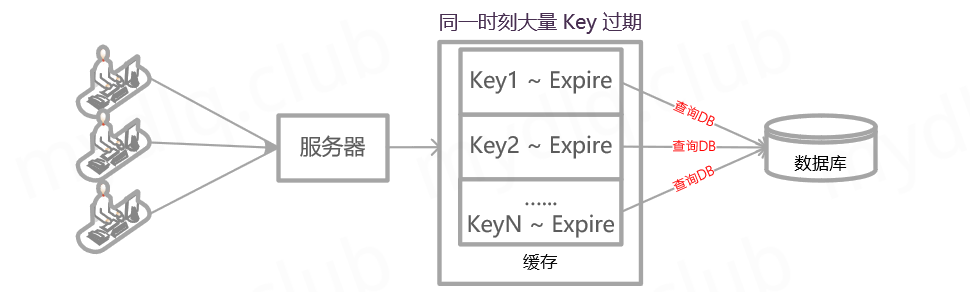 同一时刻大量 Key 过期
服务器
Key1 ~ Expire
Key2 ~ Expire
......
KeyN ~ Expire
缓存
查询DB
查询DB
查询DB
数据库